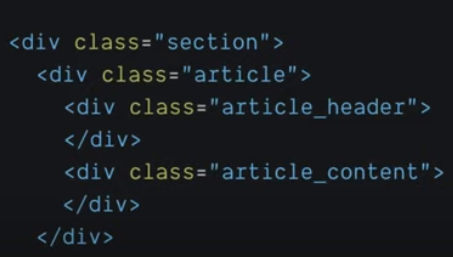 <div class="section">
<div class="article">
<div class="article_header">
</div>
<div class="article_content">
</div>
</div>